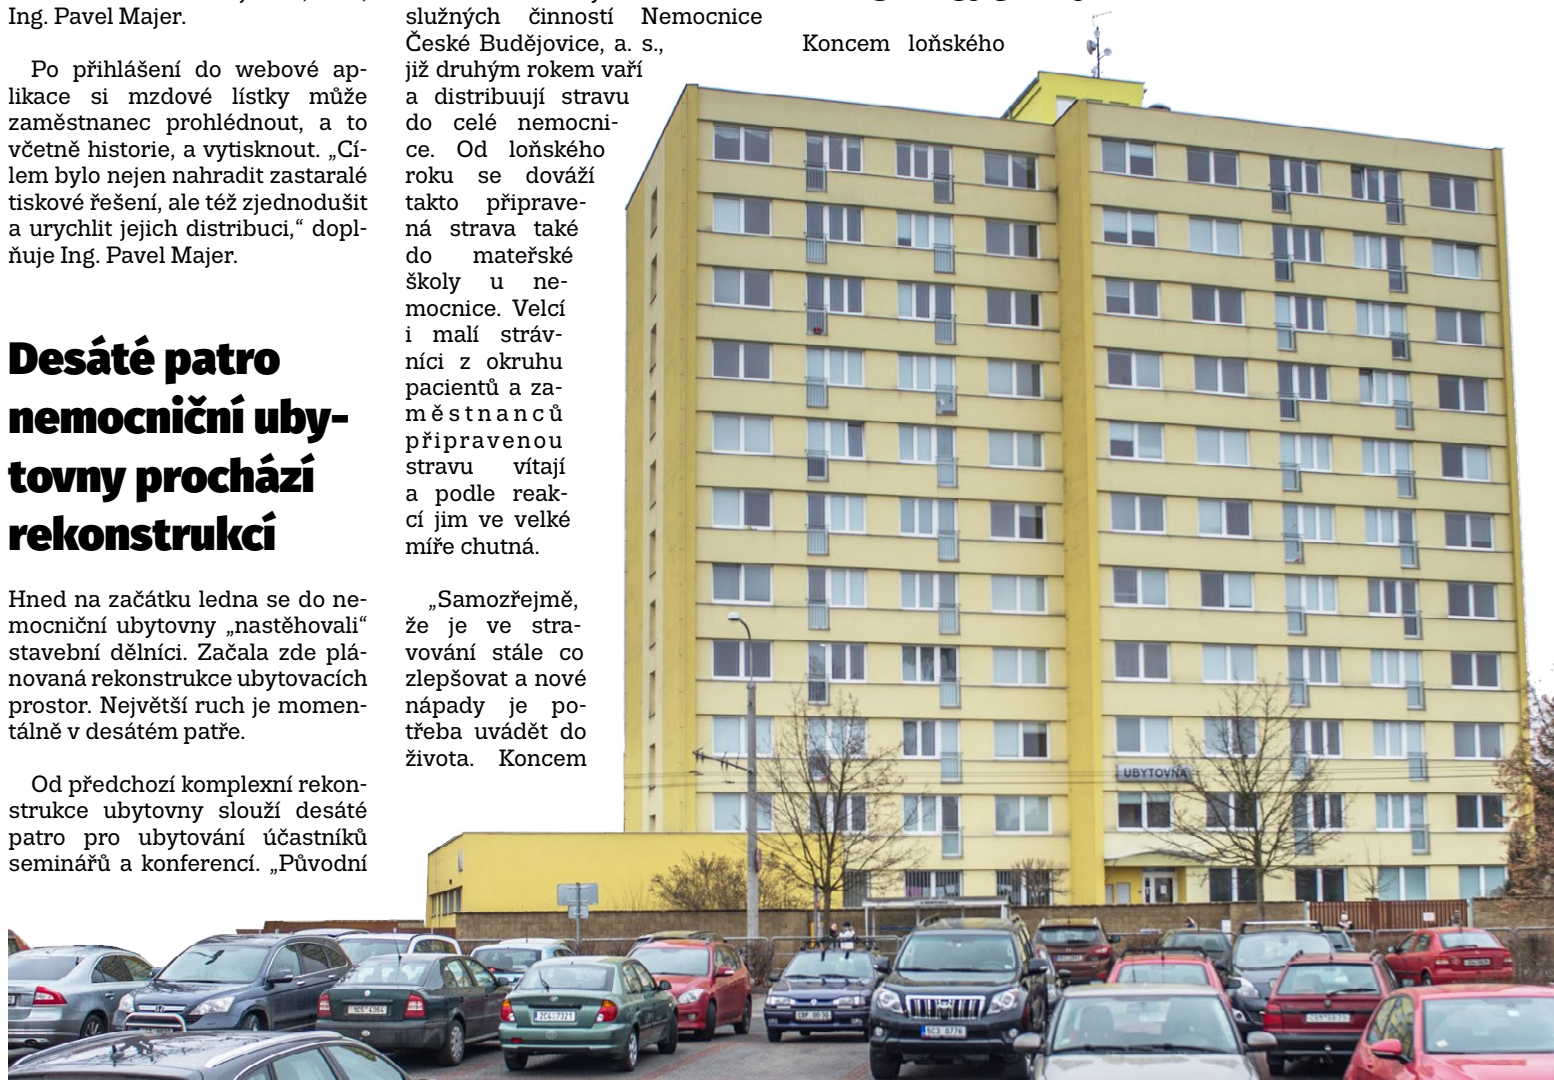 Ing. Pavel Majer.
Po přihlášení do webové ap-
likace si mzdové lístky může
zaměstnanec prohlédnout, a to
včetně historie, a vytisknout. „Cí-
lem bylo nejen nahradit zastaralé
tiskové řešení, ale též zjednodušit
a urychlit jejich distribuci,“ dopl-
ňuje Ing. Pavel Majer.
Desáté patro
nemocniční uby-
tovny prochází
rekonstrukcí
Hned na začátku ledna se do ne-
mocniční ubytovny „nastěhovali“
stavební dělníci. Začala zde plá-
novaná rekonstrukce ubytovacích
prostor. Největší ruch je momen-
tálně v desátém patře.
Od předchozí komplexní rekon-
strukce ubytovny slouží desáté
patro pro ubytování účastníků
seminářů a konferencí. „Původní
služných činností Nemocnice
České Budějovice, a. s.,
již druhým rokem vaří
a distribuují stravu
do celé nemocni-
ce. Od loňského
roku se dováží
takto připrave-
ná strava také
do mateřské
školy u ne-
mocnice. Velcí
i malí stráv-
níci z okruhu
pacientů a za-
městnanců
připravenou
stravu vítají
a podle reak-
cí jim ve velké
míře chutná.
„Samozřejmě,
že je ve stra-
vování stále co
zlepšovat a nové
nápady je po-
třeba uvádět do
života. Koncem
Koncem loňského
UBYTOVNA
2C4 7321
5C3 0776